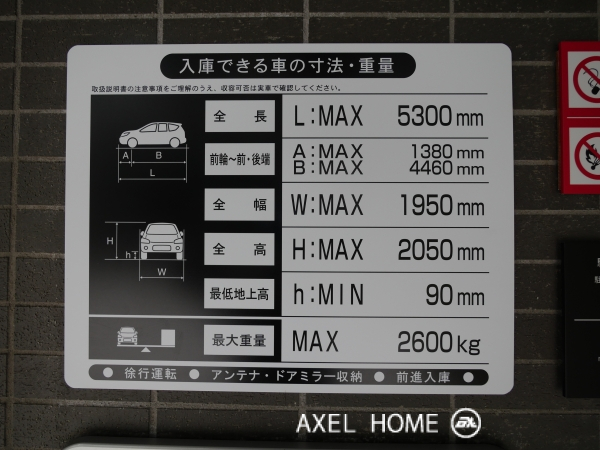 入庫できる車の寸法・重量
取扱説明書の注意事項をご理解のうえ、収容可否は実車で確認してください。
全 長 L:MAX 5300mm
A B
L
前輪〜前・後端 A:MAX 1380mm
B:MAX 4460mm
全 幅 W:MAX 1950mm
H
h
W
全 高 H:MAX 2050mm
最低地上高 h:MIN 90mm
最大重量 MAX 2600kg
● 徐行運転 ● アンテナ・ドアミラー収納 ● 前進入庫 ●
AXEL HOME